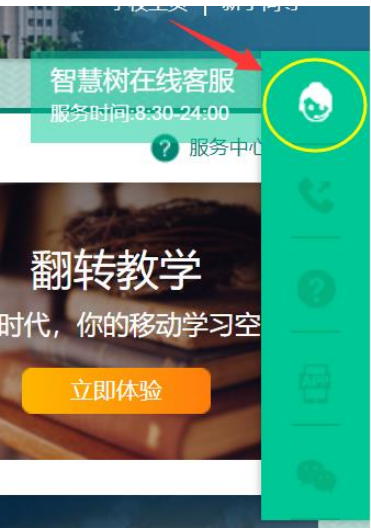 智慧树在线客服
服务时间:8:30-24:00
服务中心
翻转教学
时代，你的移动学习空
立即体验
APP